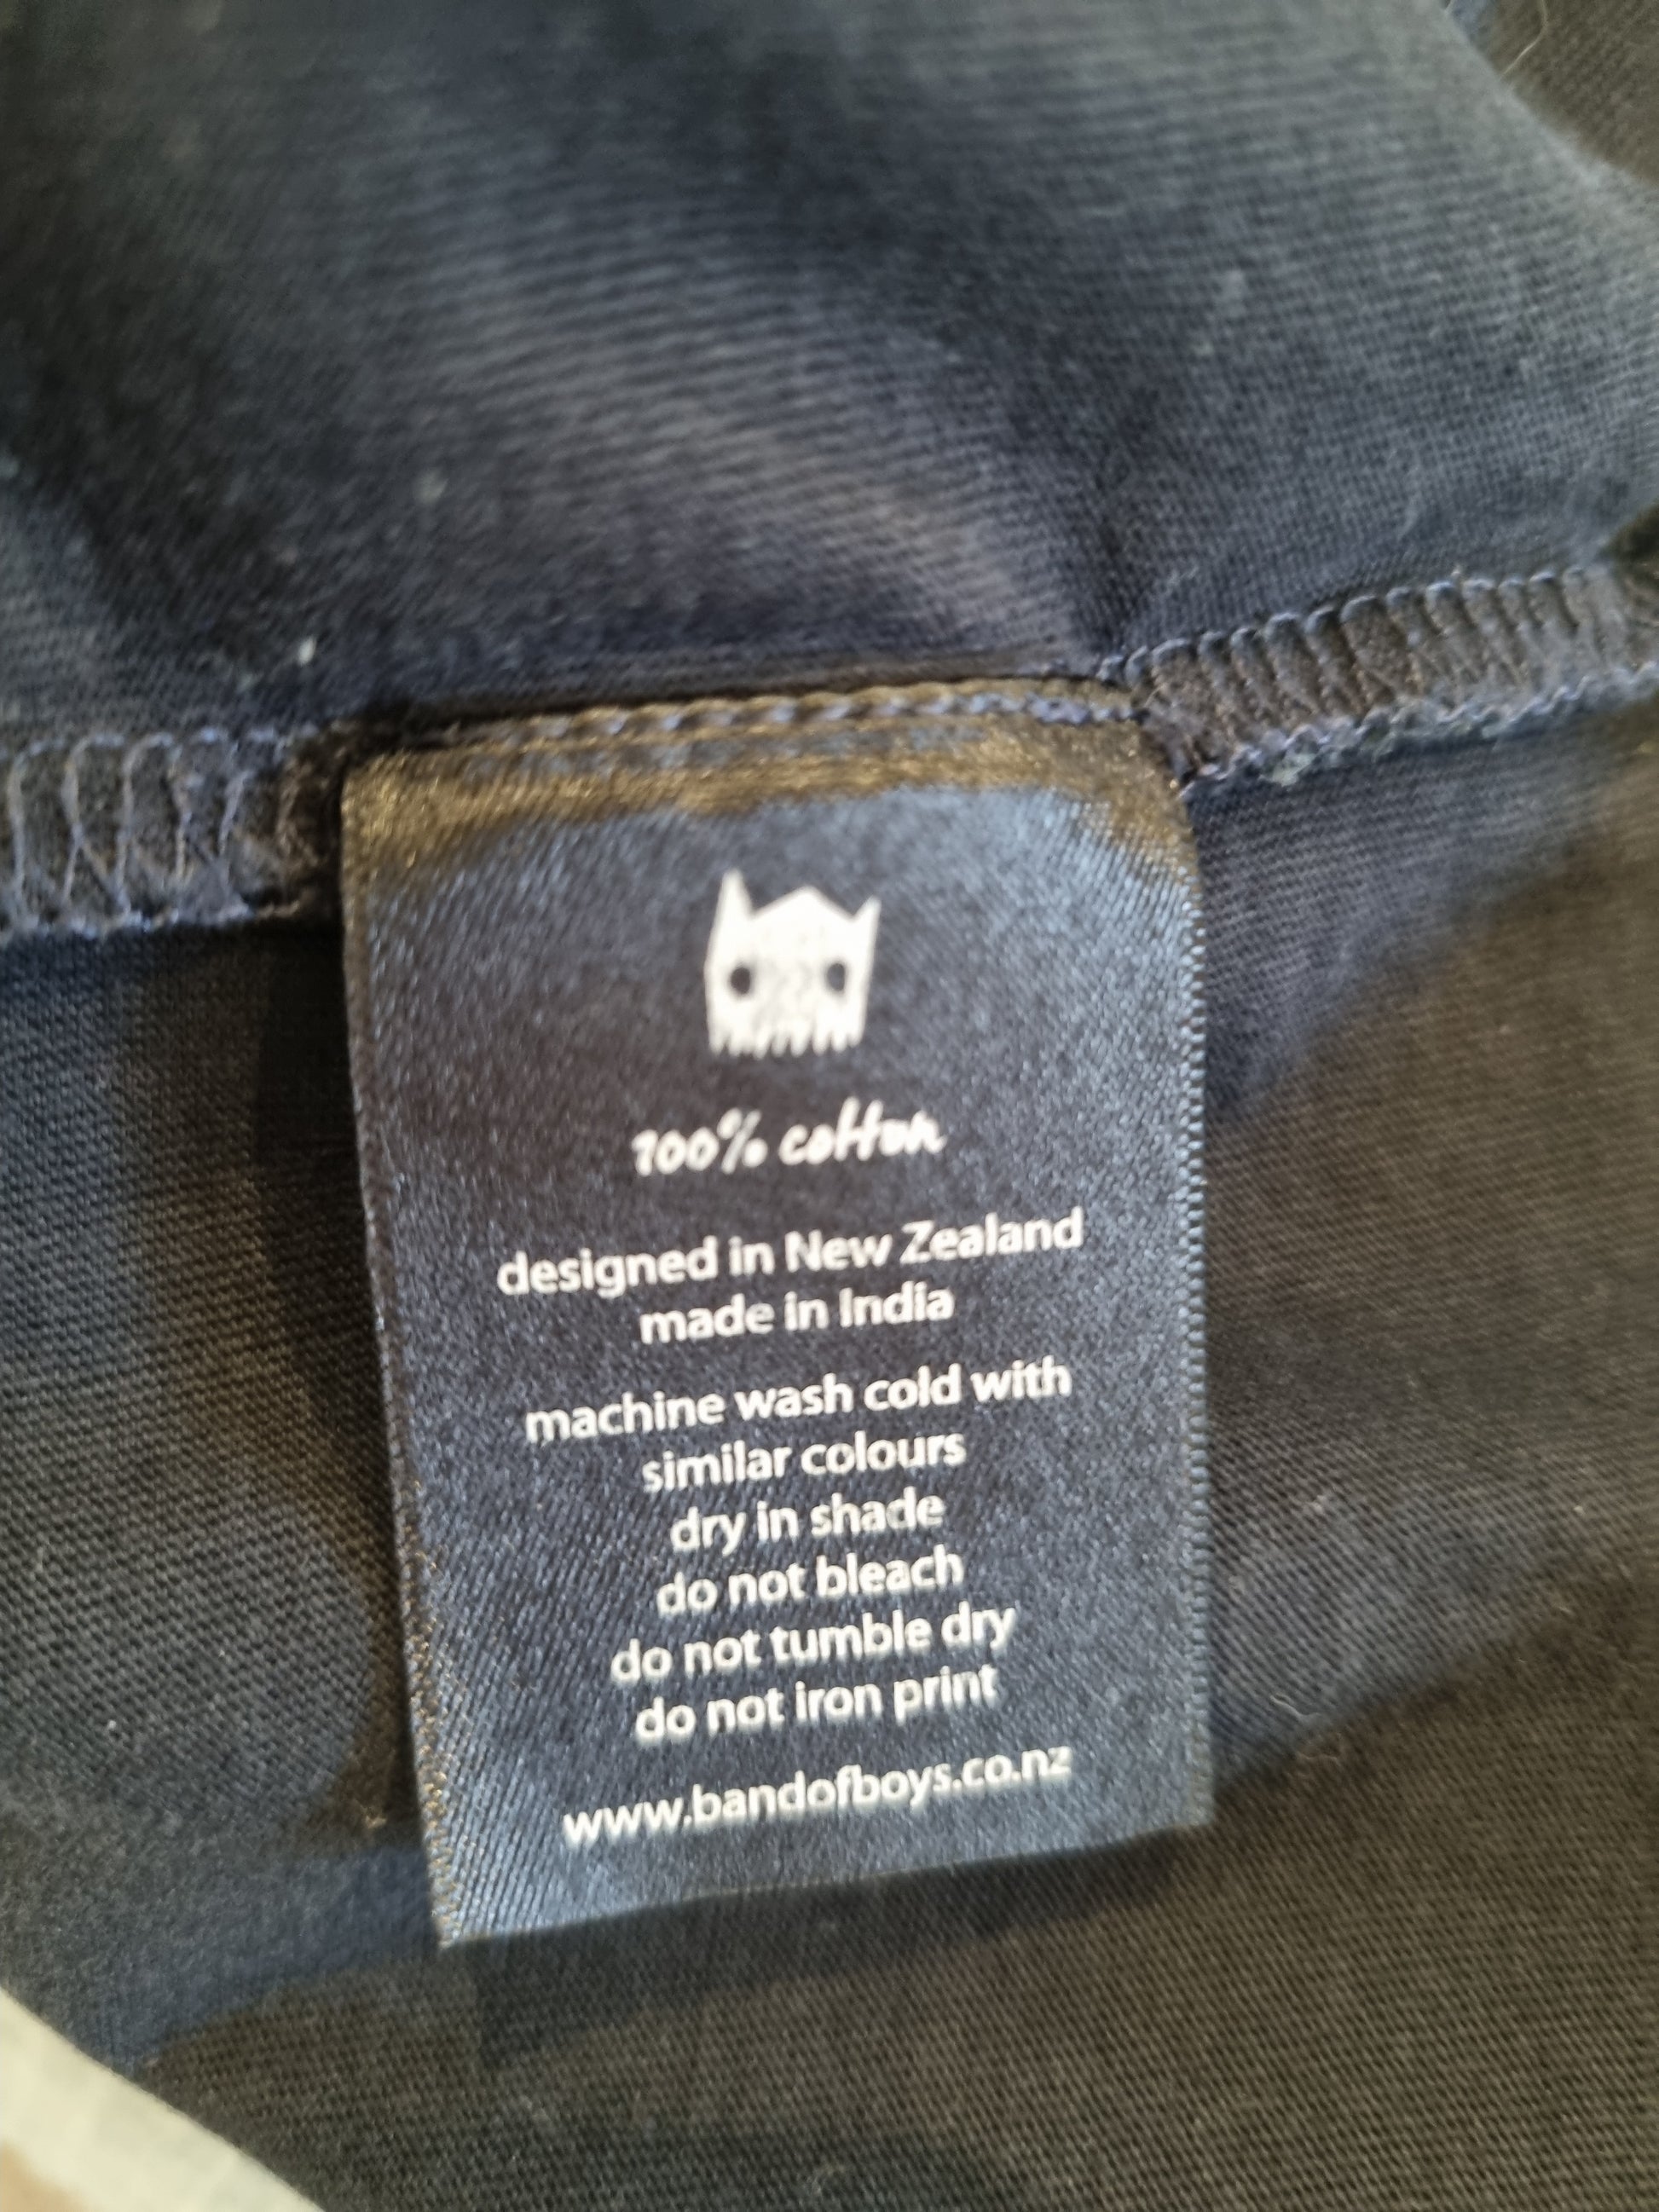 100% cotton
designed in New Zealand
made in India
machine wash cold with
similar colours
dry in shade
do not bleach
do not tumble dry
do not iron print
www.bandofboys.co.nz